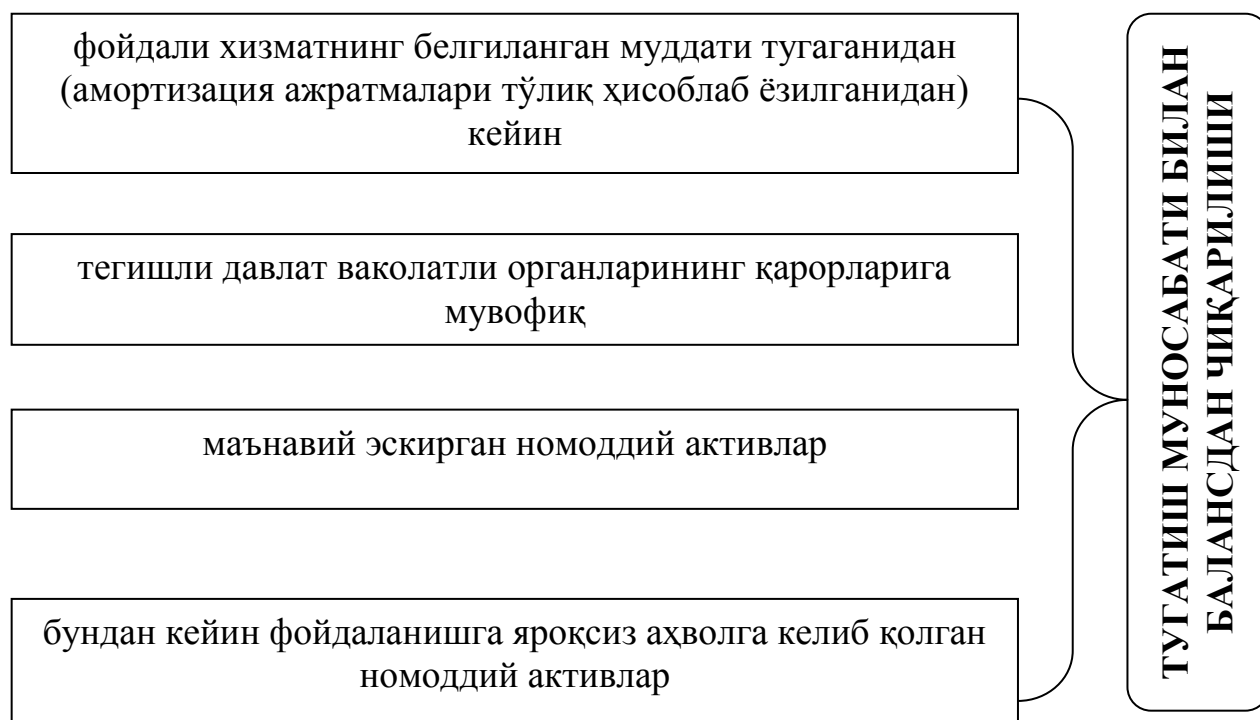 фойдали хизматнинг белгиланган муддати тугаганидан
(амортизация ажратмалари тўлиқ ҳисоблаб ёзилганидан)
кейин
тегишли давлат ваколатли органларининг қарорларига
мувофиқ
маънавий эскирган номоддий активлар
бундан кейин фойдаланишга яроқсиз аҳволга келиб қолган
номоддий активлар
ТУГАТИШ МУНОСАБАТИ БИЛАН
БАЛАНСДАН ЧИҚАРИЛИШИ